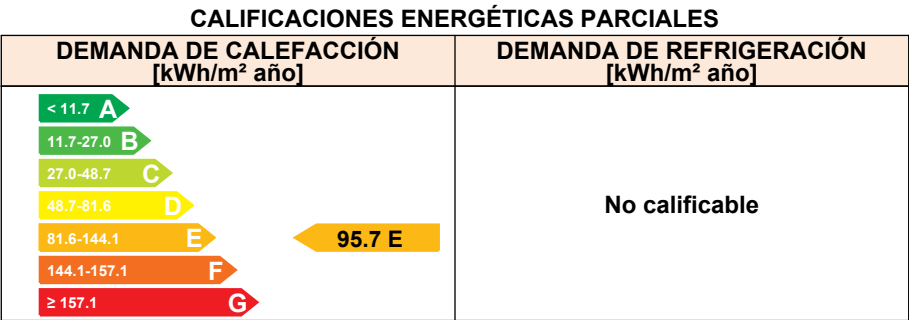 CALIFICACIONES ENERGÉTICAS PARCIALES
DEMANDA DE CALEFACCIÓN
[kWh/m² año]
DEMANDA DE REFRIGERACIÓN
[kWh/m² año]
< 11.7 A
11.7-27.0 B
27.0-48.7 C
48.7-81.6 D
81.6-144.1 E
95.7 E
144.1-157.1 F
≥ 157.1 G
No calificable